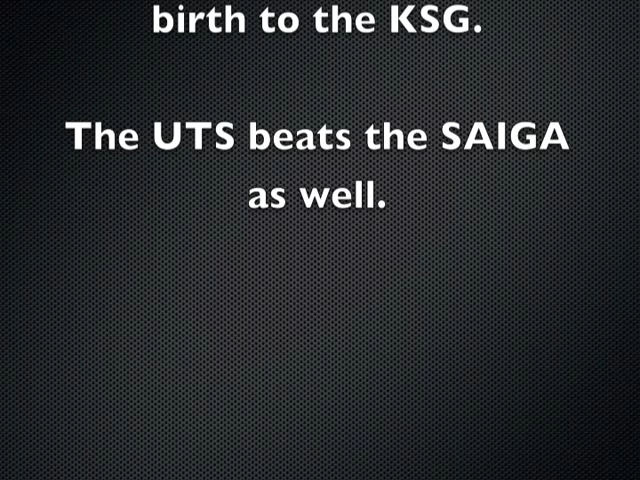 birth to the KSG.
The UTS beats the SAIGA
as well.